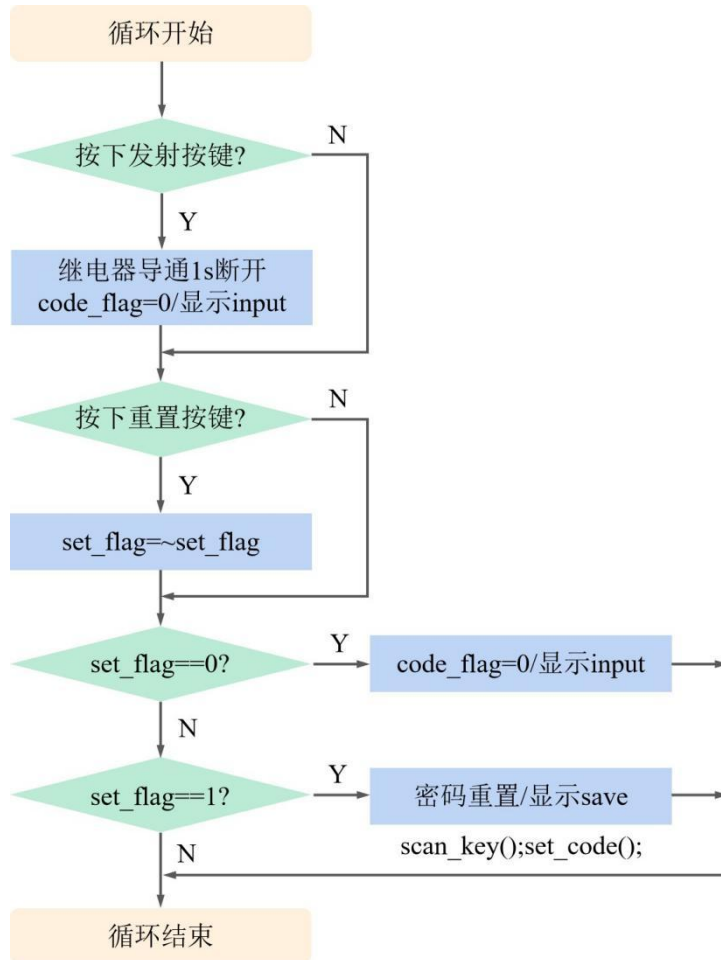 循环开始
按下发射按键?
N
Y
继电器导通1s断开
code_flag=0/显示input
按下重置按键?
N
Y
set_flag=~set_flag
set_flag==0?
Y
code_flag=0/显示input
N
set_flag==1?
Y
密码重置/显示save
scan_key();set_code();
N
循环结束